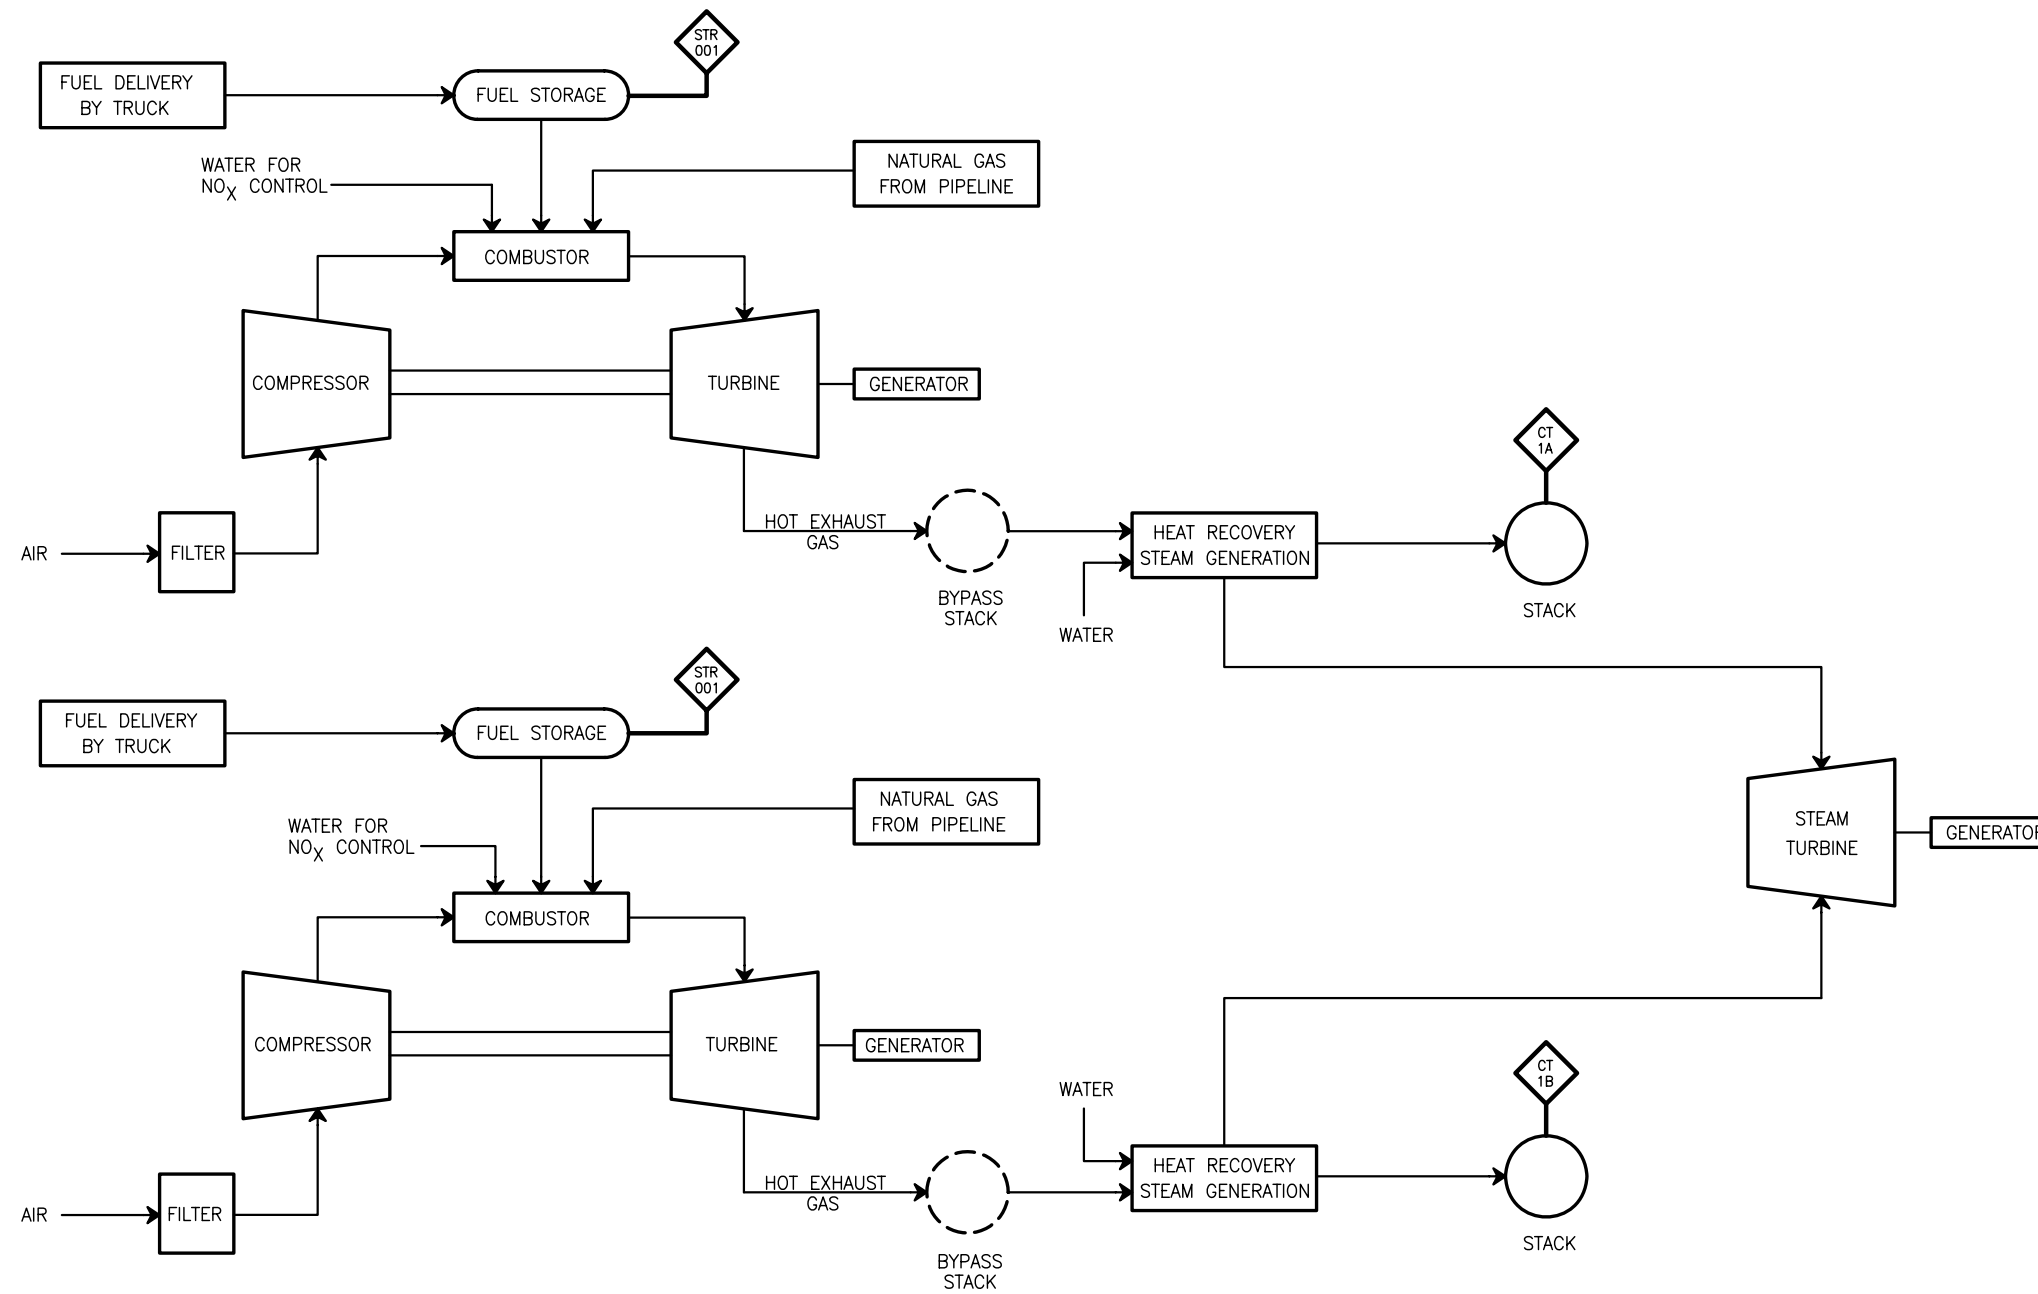 STR
001
FUEL DELIVERY
BY TRUCK
FUEL STORAGE
WATER FOR
NOX CONTROL
NATURAL GAS
FROM PIPELINE
COMBUSTOR
COMPRESSOR
TURBINE
GENERATOR
CT
1A
HOT EXHAUST
GAS
HEAT RECOVERY
STEAM GENERATION
AIR
FILTER
BYPASS
STACK
STACK
WATER
STR
001
FUEL DELIVERY
BY TRUCK
FUEL STORAGE
NATURAL GAS
FROM PIPELINE
WATER FOR
NOX CONTROL
STEAM
TURBINE
GENERATOR
COMBUSTOR
COMPRESSOR
TURBINE
GENERATOR
CT
1B
WATER
HEAT RECOVERY
STEAM GENERATION
HOT EXHAUST
GAS
AIR
FILTER
BYPASS
STACK
STACK